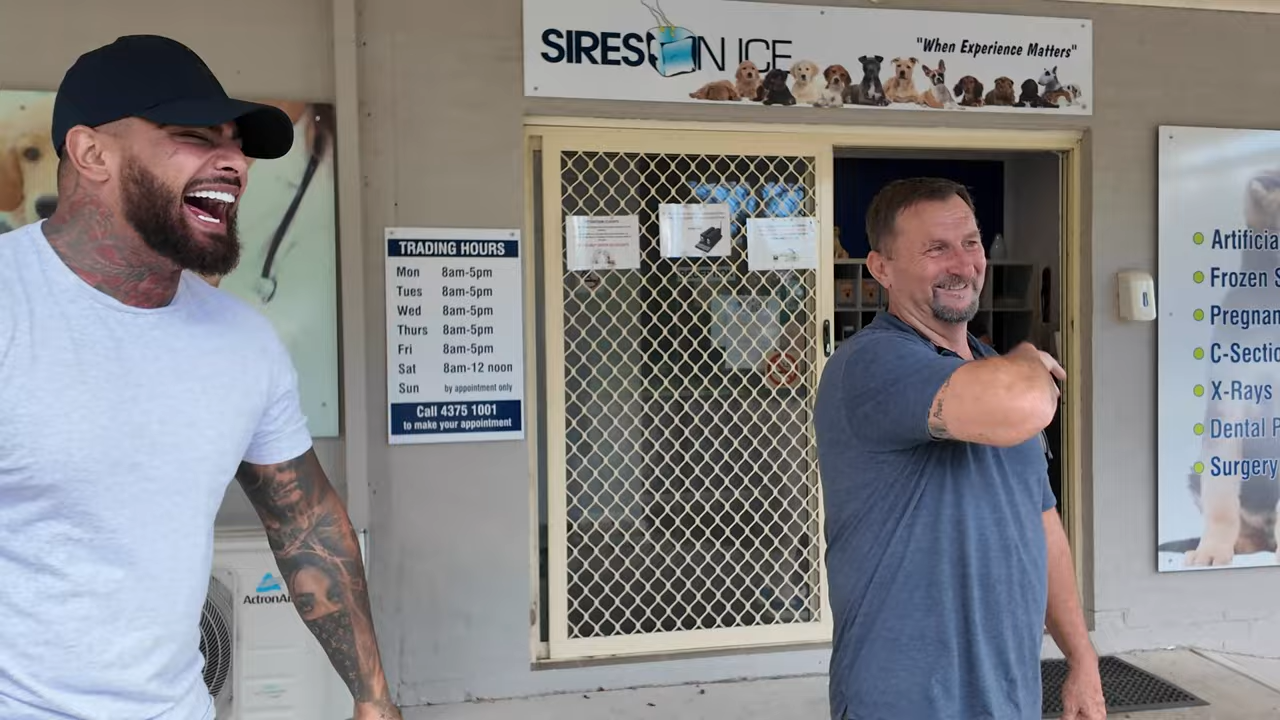 SIRES ON ICE
"When Experience Matters"
TRADING HOURS
Mon 8am-5pm
Tues 8am-5pm
Wed 8am-5pm
Thurs 8am-5pm
Fri 8am-5pm
Sat 8am-12 noon
Sun by appointment only
Call 4375 1001
to make your appointment
Artificia
Frozen S
Pregnan
C-Sectio
X-Rays
Dental P
Surgery